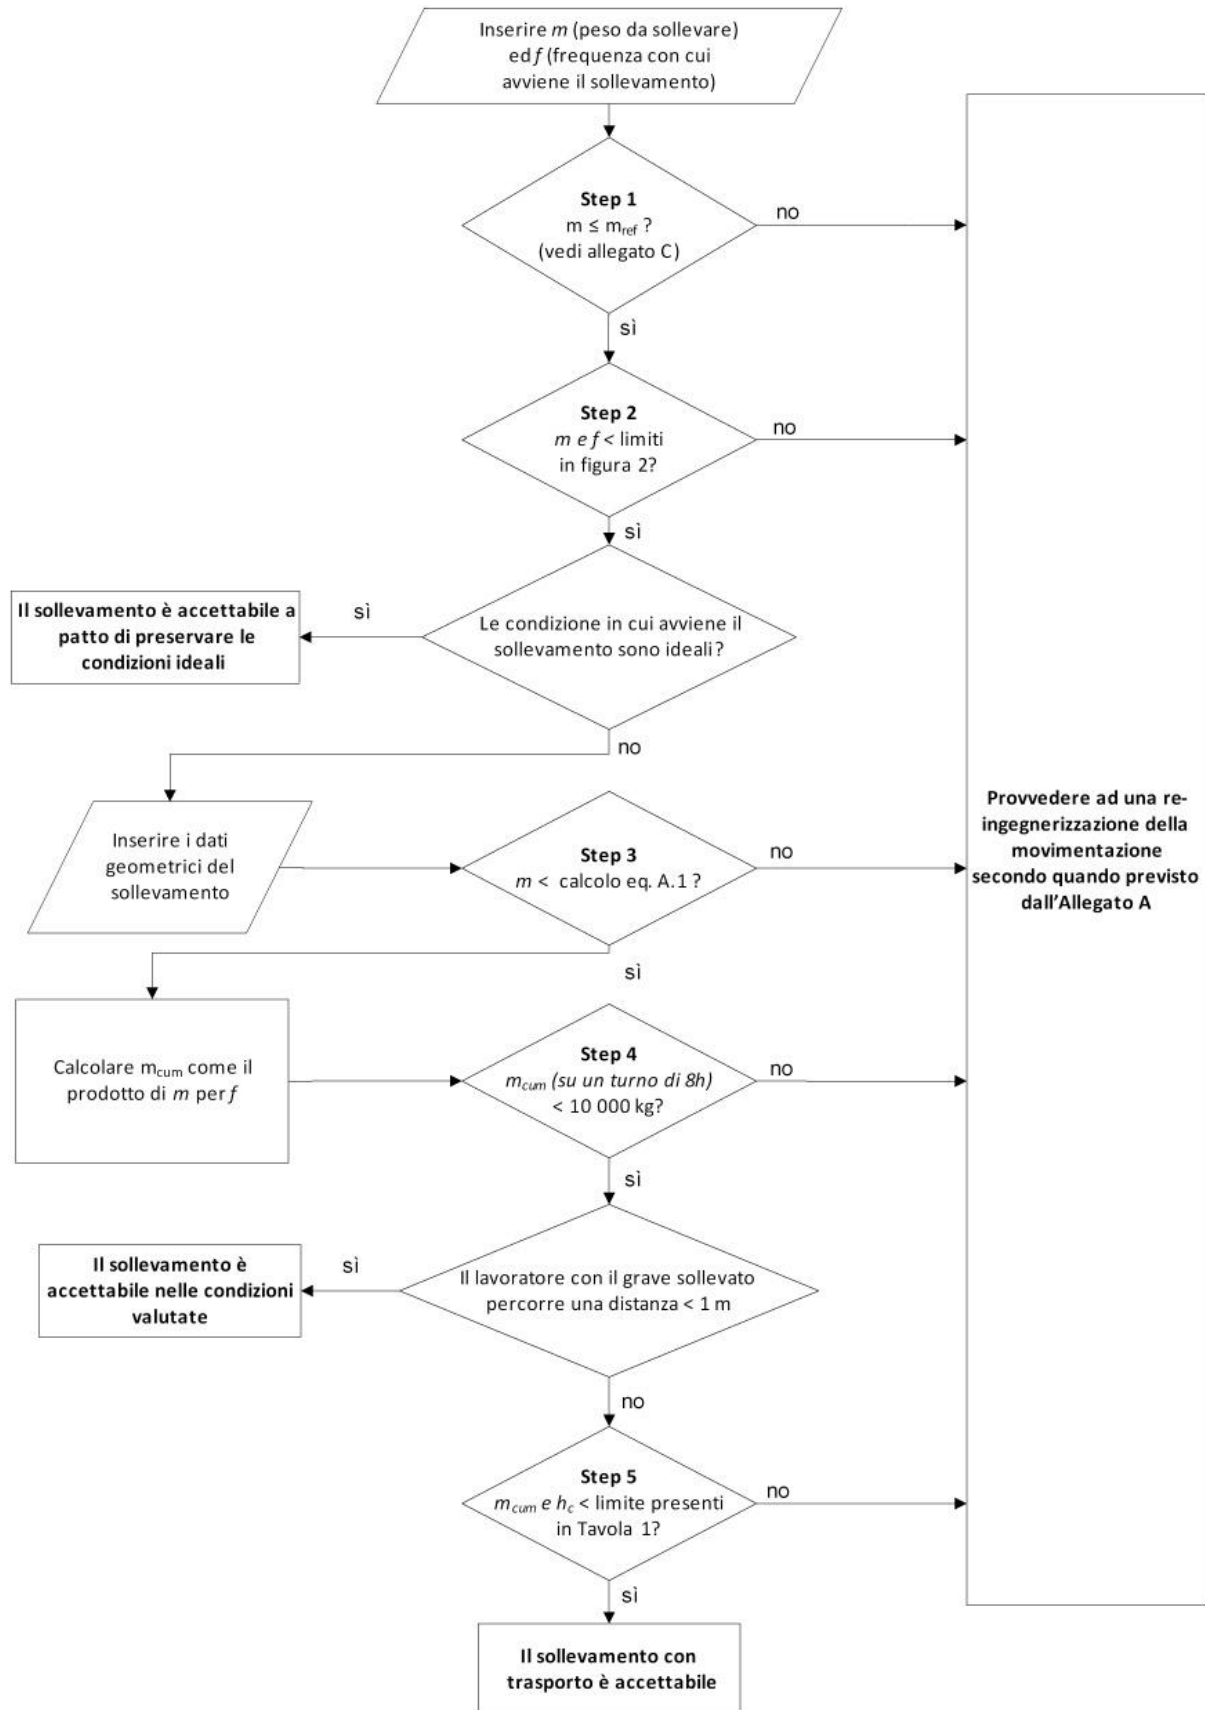 Inserire m (peso da sollevare)
ed f (frequenza con cui
avviene il sollevamento)
Step 1
m ≤ mref ?
(vedi allegato C)
no
sì
Step 2
m e f < limiti
in figura 2?
no
sì
Le condizione in cui avviene il
sollevamento sono ideali?
sì
Il sollevamento è accettabile a
patto di preservare le
condizioni ideali
no
Inserire i dati
geometrici del
sollevamento
Step 3
m < calcolo eq. A.1 ?
no
sì
Calcolare mcum come il
prodotto di m per f
Step 4
mcum (su un turno di 8h)
< 10 000 kg?
no
sì
Il lavoratore con il grave sollevato
percorre una distanza < 1 m
sì
Il sollevamento è
accettabile nelle condizioni
valutate
no
Step 5
mcum e hc < limite presenti
in Tavola 1?
no
sì
Il sollevamento con
trasporto è accettabile
Provvedere ad una re-
ingegnerizzazione della
movimentazione
secondo quando previsto
dall'Allegato A